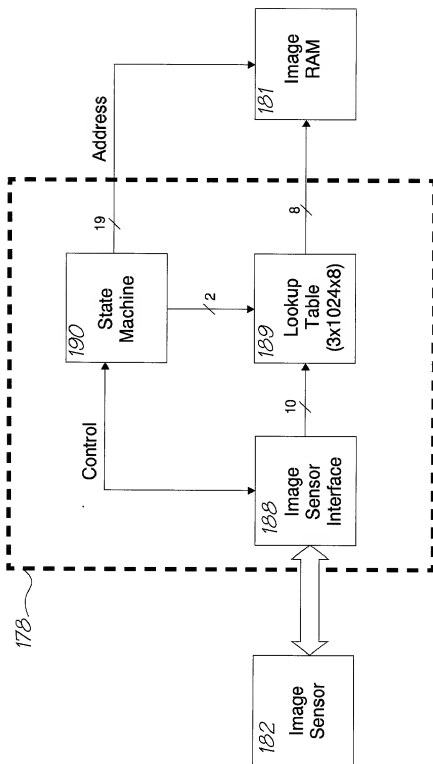 178
182
Image
Sensor
Control
188
Image
Sensor
Interface
10
190
State
Machine
2
189
Lookup
Table
(3x1024x8)
19
Address
8
181
Image
RAM